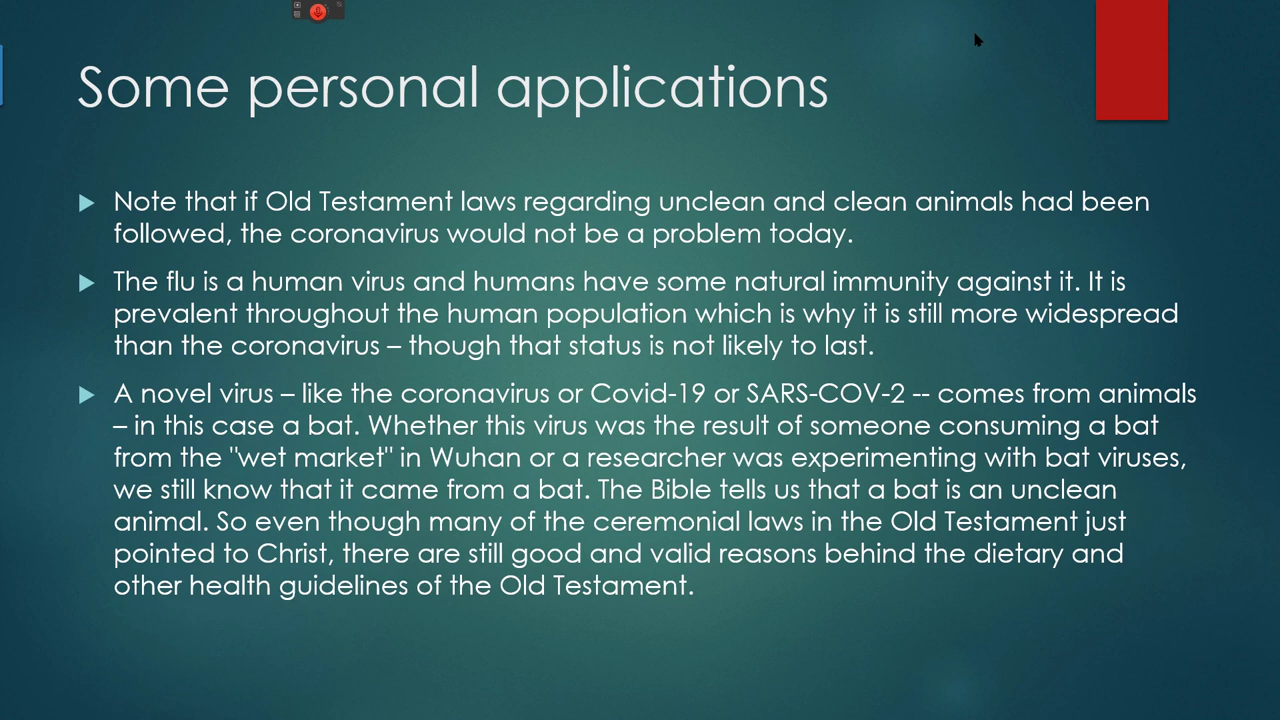 Some personal applications
Note that if Old Testament laws regarding unclean and clean animals had been
followed, the coronavirus would not be a problem today.
The flu is a human virus and humans have some natural immunity against it. It is
prevalent throughout the human population which is why it is still more widespread
than the coronavirus – though that status is not likely to last.
A novel virus – like the coronavirus or Covid-19 or SARS-COV-2 -- comes from animals
– in this case a bat. Whether this virus was the result of someone consuming a bat
from the "wet market" in Wuhan or a researcher was experimenting with bat viruses,
we still know that it came from a bat. The Bible tells us that a bat is an unclean
animal. So even though many of the ceremonial laws in the Old Testament just
pointed to Christ, there are still good and valid reasons behind the dietary and
other health guidelines of the Old Testament.